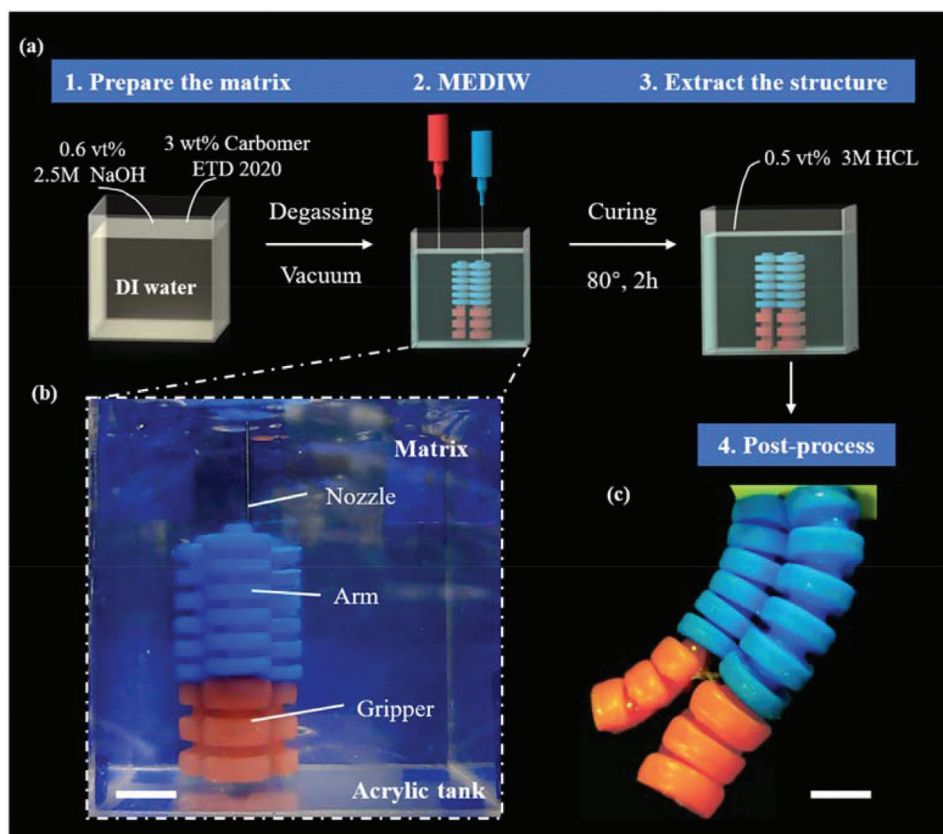 (a)
1. Prepare the matrix
2. MEDIW
3. Extract the structure
0.6 vt%
2.5M NaOH
3 wt% Carbomer
ETD 2020
DI water
Degassing
Vacuum
Curing
80°, 2h
0.5 vt% 3M HCL
4. Post-process
(b)
Matrix
Nozzle
Arm
Gripper
Acrylic tank
(c)